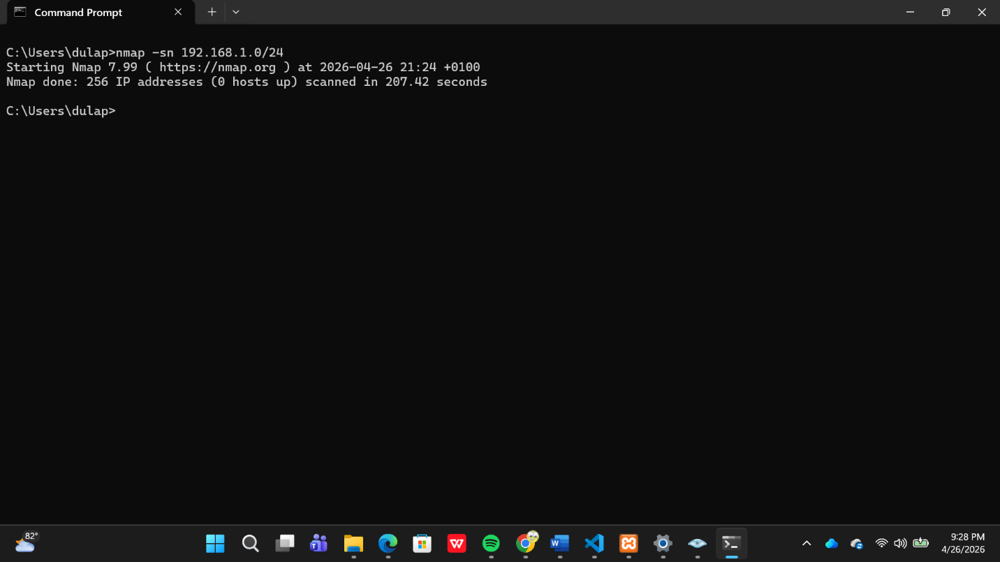 Command Prompt
C:\Users\dulap>nmap -sn 192.168.1.0/24
Starting Nmap 7.99 ( https://nmap.org ) at 2026-04-26 21:24 +0100
Nmap done: 256 IP addresses (0 hosts up) scanned in 207.42 seconds
C:\Users\dulap>
82°
9:28 PM
4/26/2026